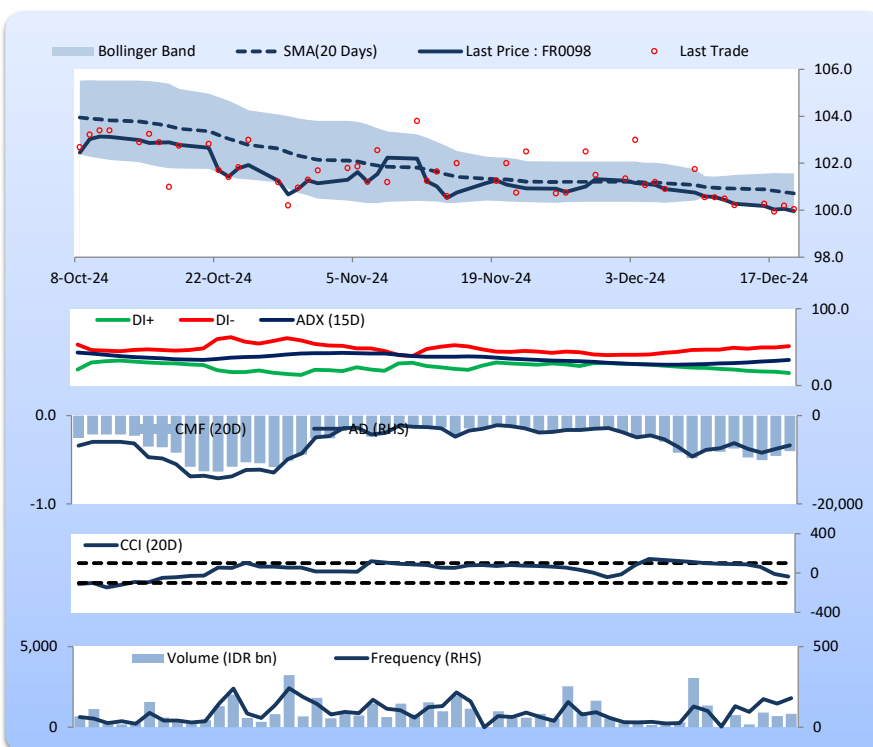 Bollinger Band SMA(20 Days) Last Price : FR0098 Last Trade
106.0
104.0
102.0
100.0
98.0
8-Oct-24 22-Oct-24 5-Nov-24 19-Nov-24 3-Dec-24 17-Dec-24
DI+ DI- ADX (15D)
100.0
0.0
0.0 0
CMF (20D) AD (RHS)
-1.0 -20,000
CCI (20D)
400
0
-400
5,000 500
Volume (IDR bn) Frequency (RHS)
0 0